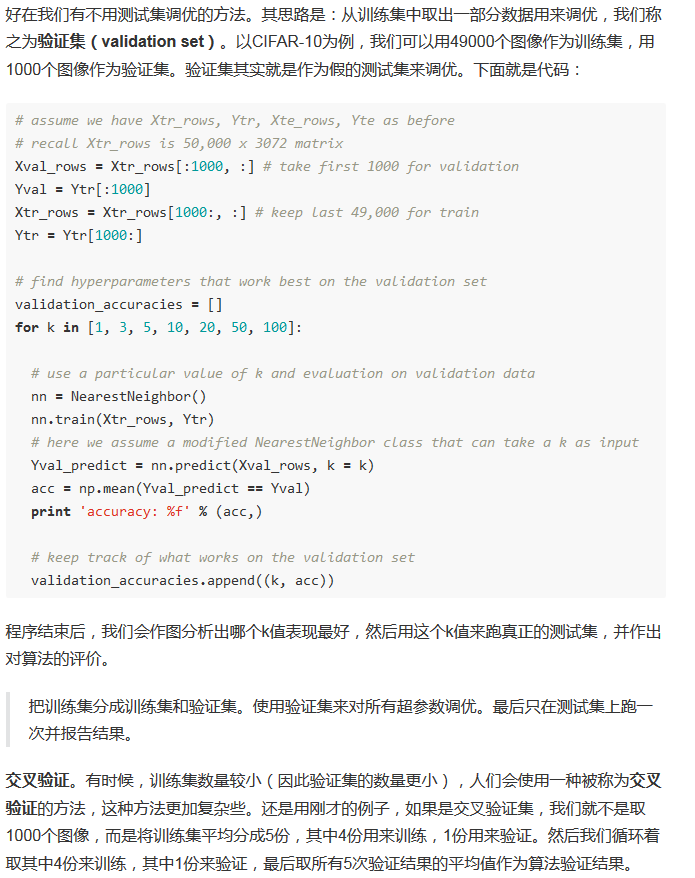 好在我们有不用测试集调优的方法。其思路是：从训练集中取出一部分数据用来调优，我们称
之为验证集（validation set）。以CIFAR-10为例，我们可以用49000个图像作为训练集，用
1000个图像作为验证集。验证集其实就是作为假的测试集来调优。下面就是代码：
# assume we have Xtr_rows, Ytr, Xte_rows, Yte as before
# recall Xtr_rows is 50,000 x 3072 matrix
Xval_rows = Xtr_rows[:1000, :] # take first 1000 for validation
Yval = Ytr[:1000]
Xtr_rows = Xtr_rows[1000:, :] # keep last 49,000 for train
Ytr = Ytr[1000:]
# find hyperparameters that work best on the validation set
validation_accuracies = []
for k in [1, 3, 5, 10, 20, 50, 100]:
  # use a particular value of k and evaluation on validation data
  nn = NearestNeighbor()
  nn.train(Xtr_rows, Ytr)
  # here we assume a modified NearestNeighbor class that can take a k as input
  Yval_predict = nn.predict(Xval_rows, k = k)
  acc = np.mean(Yval_predict == Yval)
  print 'accuracy: %f' % (acc,)
  # keep track of what works on the validation set
  validation_accuracies.append((k, acc))
程序结束后，我们会作图分析出哪个k值表现最好，然后用这个k值来跑真正的测试集，并作出
对算法的评价。
把训练集分成训练集和验证集。使用验证集来对所有超参数调优。最后只在测试集上跑一
次并报告结果。
交叉验证。有时候，训练集数量较小（因此验证集的数量更小），人们会使用一种被称为交叉
验证的方法，这种方法更加复杂些。还是用刚才的例子，如果是交叉验证集，我们就不是取
1000个图像，而是将训练集平均分成5份，其中4份用来训练，1份用来验证。然后我们循环着
取其中4份来训练，其中1份来验证，最后取所有5次验证结果的平均值作为算法验证结果。